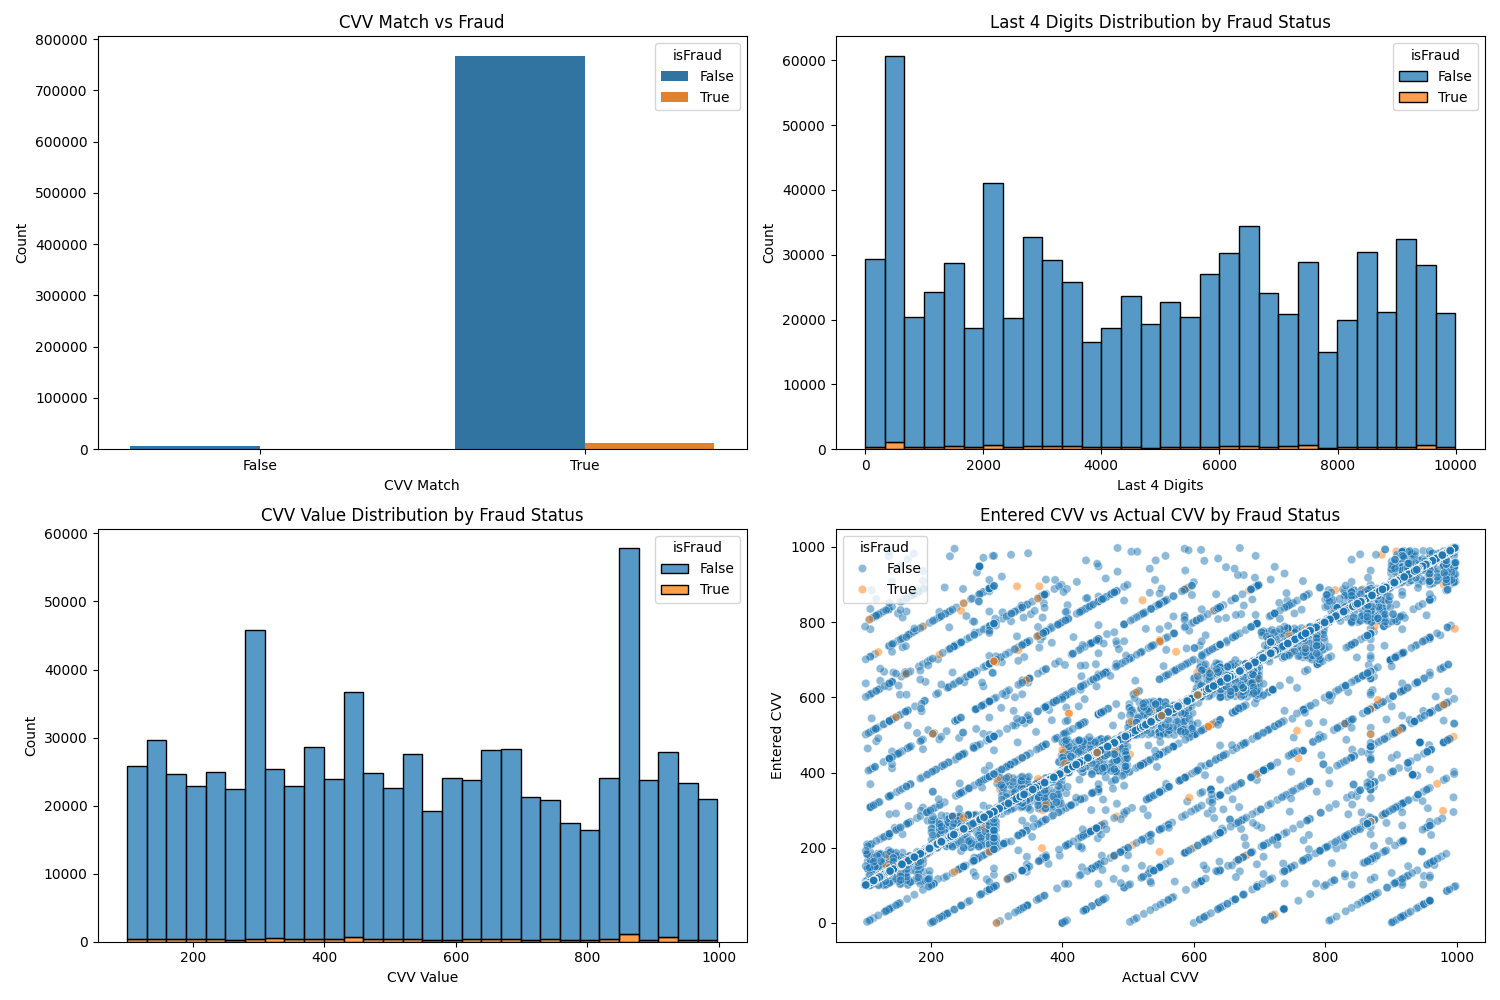 CVV Match vs Fraud
800000
700000
600000
500000
400000
300000
200000
100000
0
Count
False
True
CVV Match
isFraud
False
True
Last 4 Digits Distribution by Fraud Status
60000
50000
40000
30000
20000
10000
0
Count
0
2000
4000
6000
8000
10000
Last 4 Digits
isFraud
False
True
CVV Value Distribution by Fraud Status
60000
50000
40000
30000
20000
10000
0
Count
200
400
600
800
1000
CVV Value
isFraud
False
True
Entered CVV vs Actual CVV by Fraud Status
1000
800
600
400
200
0
Entered CVV
200
400
600
800
1000
Actual CVV
isFraud
False
True